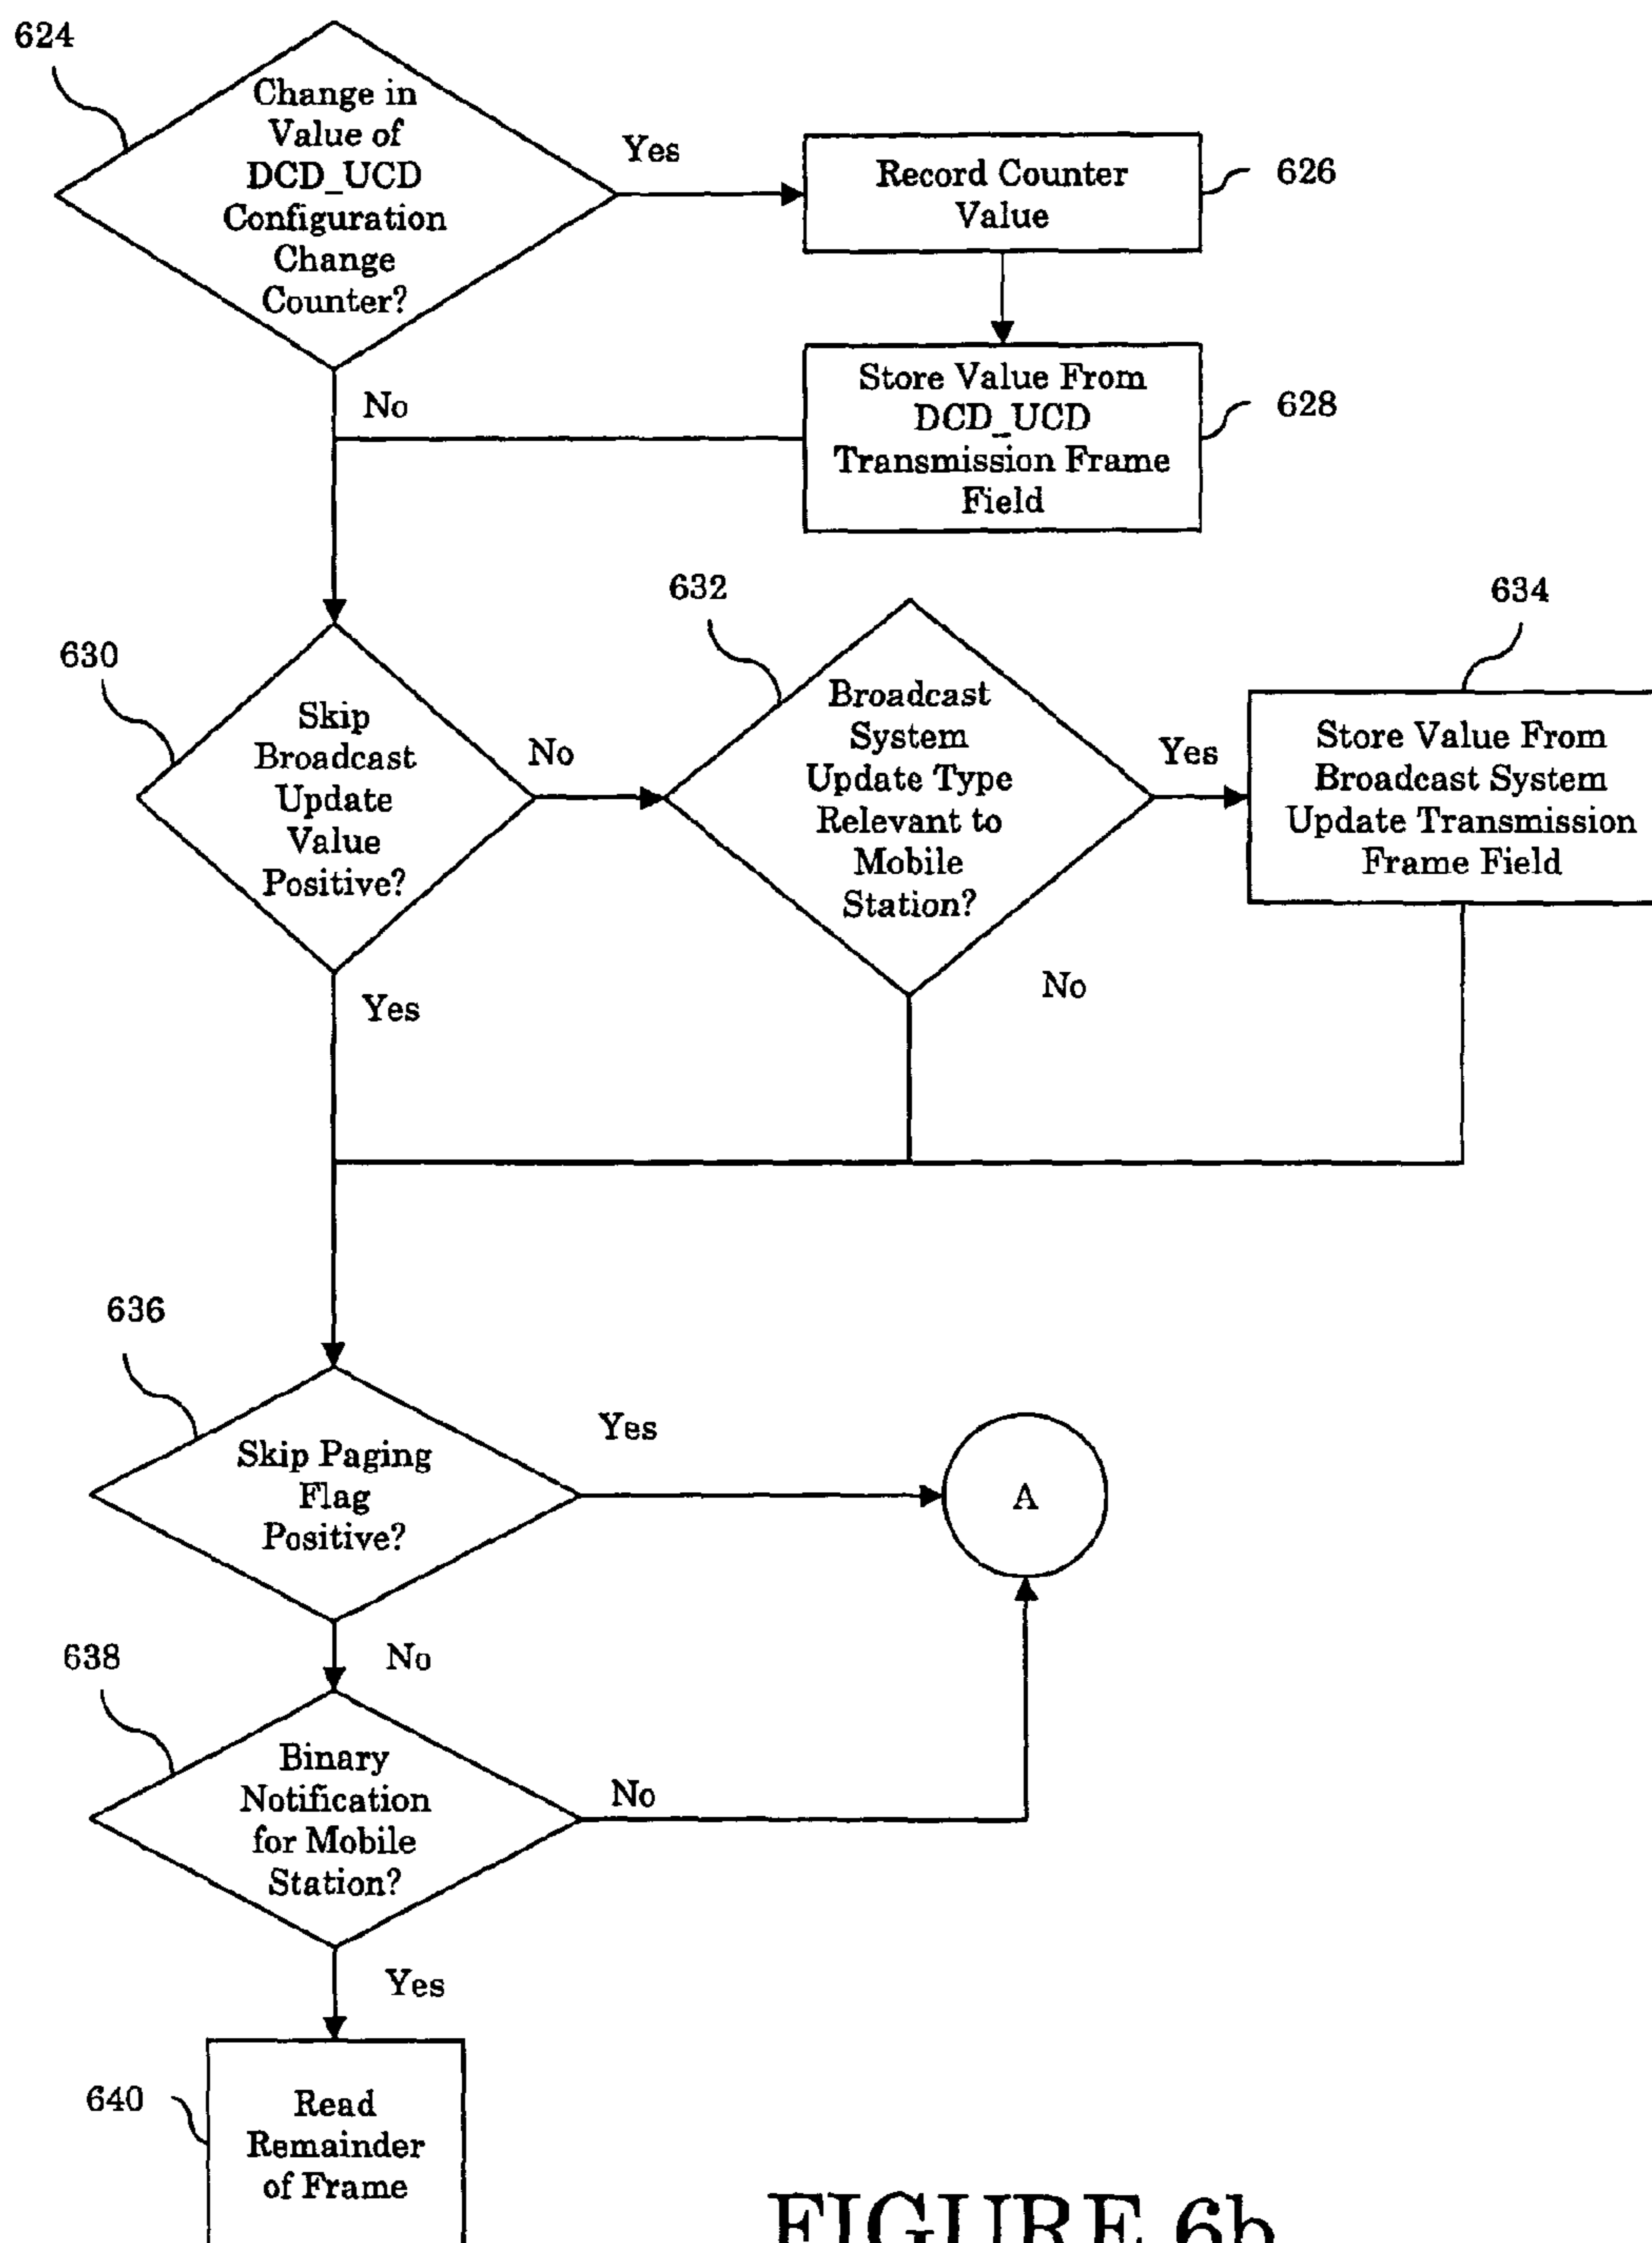 624
Change in
Value of
DCD_UCD
Configuration
Change
Counter?
Yes
Record Counter
Value
626
No
Store Value From
DCD_UCD
Transmission Frame
Field
628
630
Skip
Broadcast
Update
Value
Positive?
No
632
Broadcast
System
Update Type
Relevant to
Mobile
Station?
Yes
634
Store Value From
Broadcast System
Update Transmission
Frame Field
Yes
No
636
Skip Paging
Flag
Positive?
Yes
A
No
638
Binary
Notification
for Mobile
Station?
No
Yes
640
Read
Remainder
of Frame
FIGURE 6b